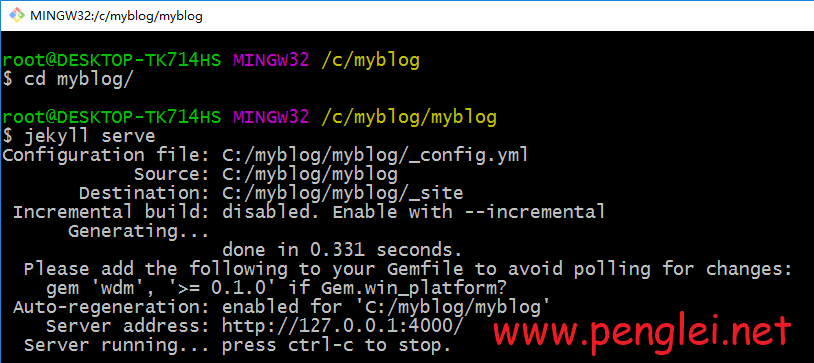 MINGW32:/c/myblog/myblog
root@DESKTOP-TK714HS MINGW32 /c/myblog
$ cd myblog/
root@DESKTOP-TK714HS MINGW32 /c/myblog/myblog
$ jekyll serve
Configuration file: C:/myblog/myblog/_config.yml
Source: C:/myblog/myblog
Destination: C:/myblog/myblog/_site
Incremental build: disabled. Enable with --incremental
Generating...
done in 0.331 seconds.
Please add the following to your Gemfile to avoid polling for changes:
gem 'wdm', '>= 0.1.0' if Gem.win_platform?
Auto-regeneration: enabled for 'C:/myblog/myblog'
Server address: http://127.0.0.1:4000/
Server running... press ctrl-c to stop.
www.penglei.net